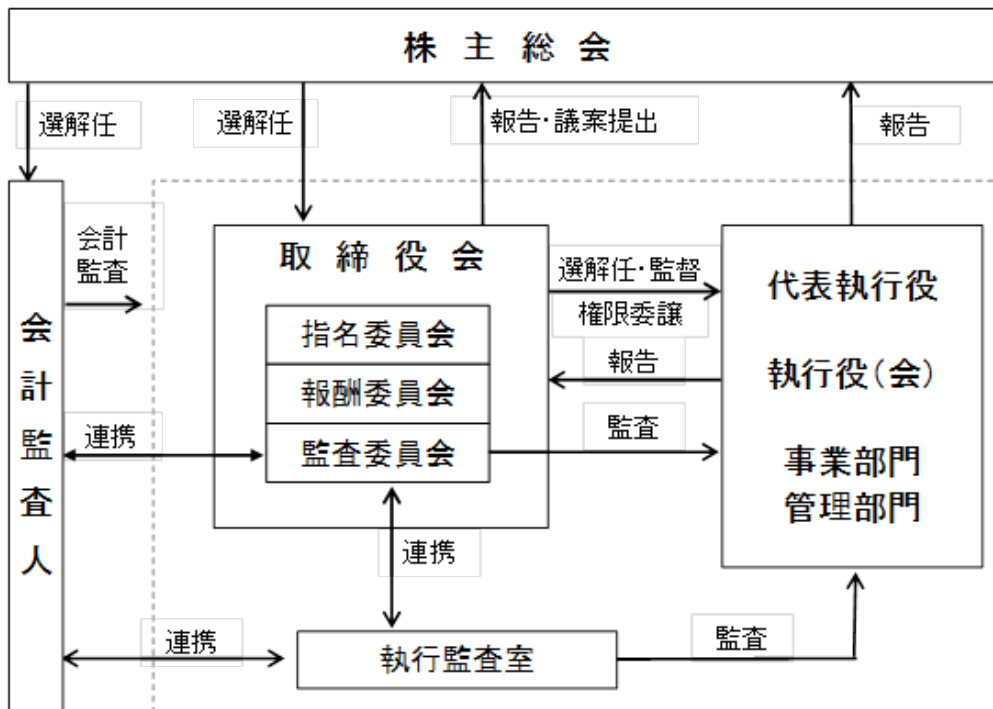 株主総会
選解任
選解任
報告・議案提出
報告
会計
監査
会計監査人
取締役会
指名委員会
報酬委員会
監査委員会
選解任・監督
権限委譲
報告
監査
代表執行役
執行役(会)
事業部門
管理部門
連携
連携
連携
執行監査室
監査